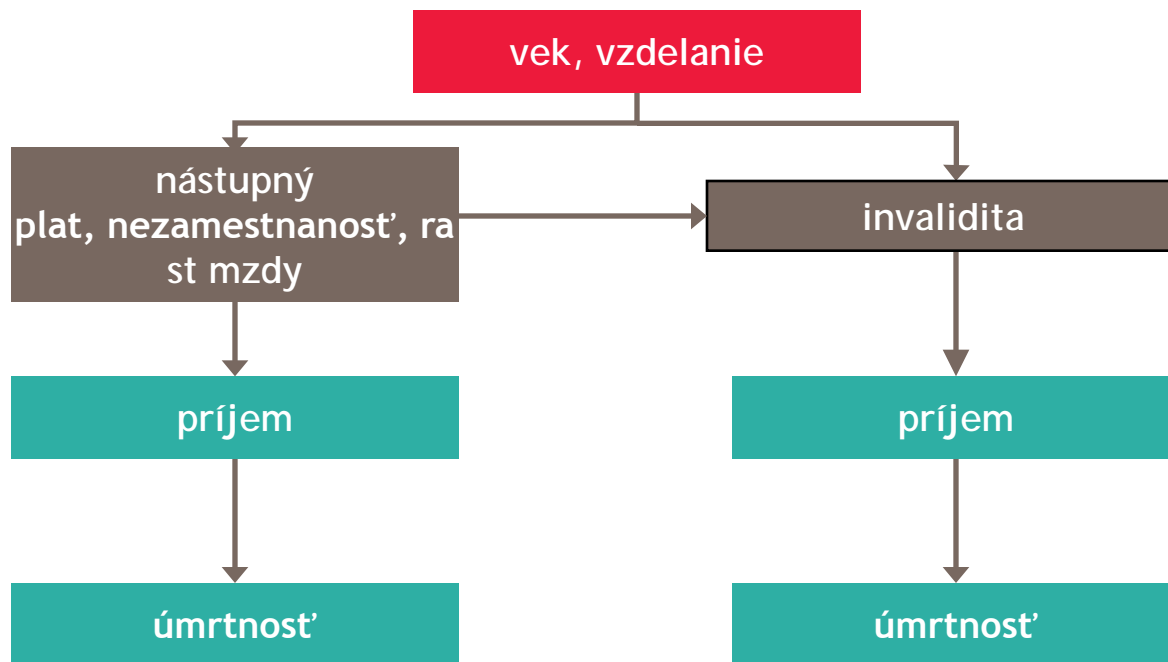 vek, vzdelanie
nástupný
plat, nezamestnanosť, ra
st mzdy
invalidita
príjem
príjem
úmrtnosť
úmrtnosť